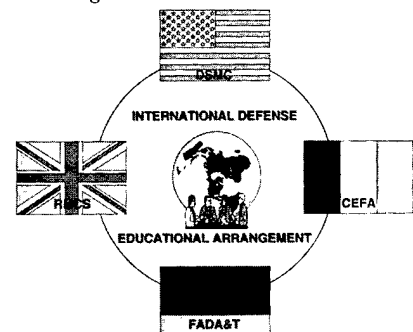 DSMC
INTERNATIONAL DEFENSE
RMCS
CEFA
EDUCATIONAL ARRANGEMENT
FADA&T